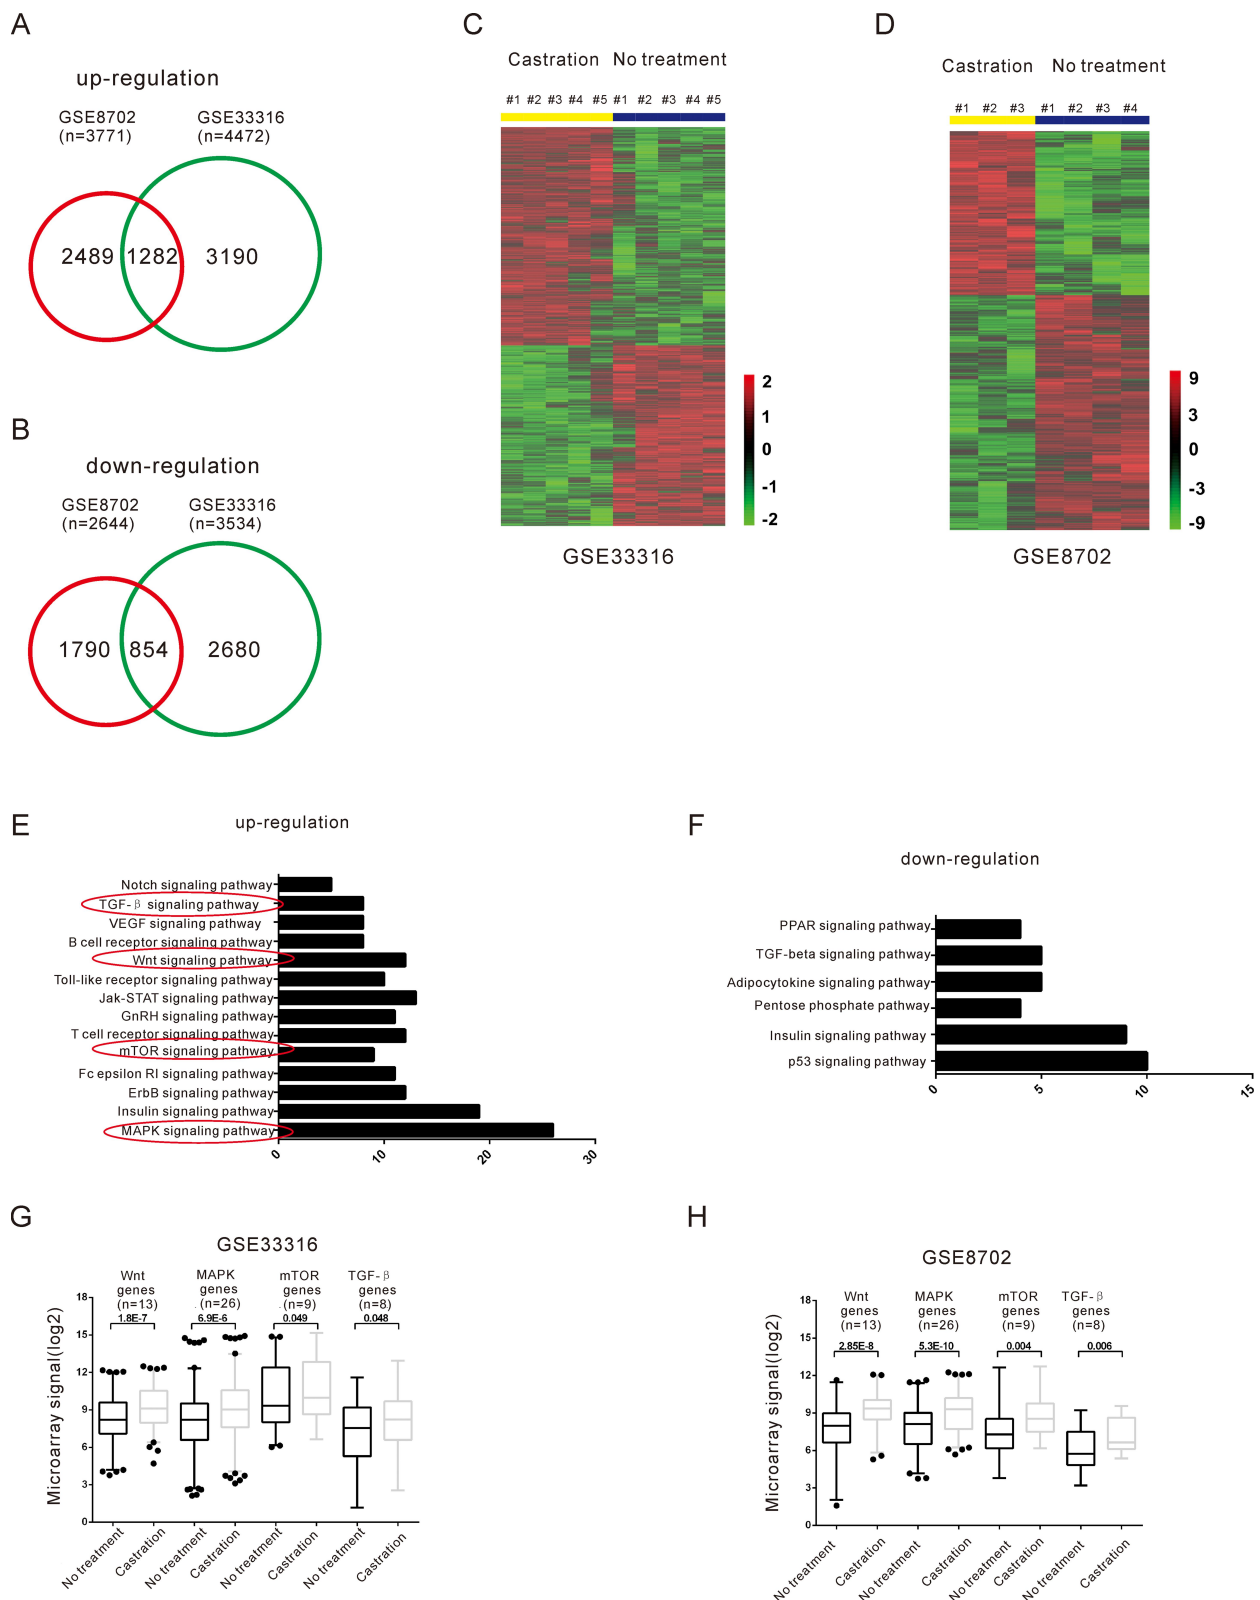 A
up-regulation
GSE8702
(n=3771)
GSE33316
(n=4472)
2489
1282
3190
B
down-regulation
GSE8702
(n=2644)
GSE33316
(n=3534)
1790
854
2680
C
Castration
No treatment
#1 #2 #3 #4 #5 #1 #2 #3 #4 #5
2
1
0
-1
-2
GSE33316
D
Castration
No treatment
#1 #2 #3 #1 #2 #3 #4
9
3
0
-3
-9
GSE8702
E
up-regulation
Notch signaling pathway
TGF-β signaling pathway
VEGF signaling pathway
B cell receptor signaling pathway
Wnt signaling pathway
Toll-like receptor signaling pathway
Jak-STAT signaling pathway
GnRH signaling pathway
T cell receptor signaling pathway
mTOR signaling pathway
Fc epsilon RI signaling pathway
ErbB signaling pathway
Insulin signaling pathway
MAPK signaling pathway
0 10 20 30
F
down-regulation
PPAR signaling pathway
TGF-beta signaling pathway
Adipocytokine signaling pathway
Pentose phosphate pathway
Insulin signaling pathway
p53 signaling pathway
0 5 10 15
G
GSE33316
Microarray signal(log2)
18
15
12
9
6
3
0
Wnt
genes
(n=13)
1.8E-7
MAPK
genes
(n=26)
6.9E-6
mTOR
genes
(n=9)
0.049
TGF-β
genes
(n=8)
0.048
No treatment
Castration
No treatment
Castration
No treatment
Castration
No treatment
Castration
H
GSE8702
Microarray signal(log2)
18
15
12
9
6
3
0
Wnt
genes
(n=13)
2.85E-8
MAPK
genes
(n=26)
5.3E-10
mTOR
genes
(n=9)
0.004
TGF-β
genes
(n=8)
0.006
No treatment
Castration
No treatment
Castration
No treatment
Castration
No treatment
Castration